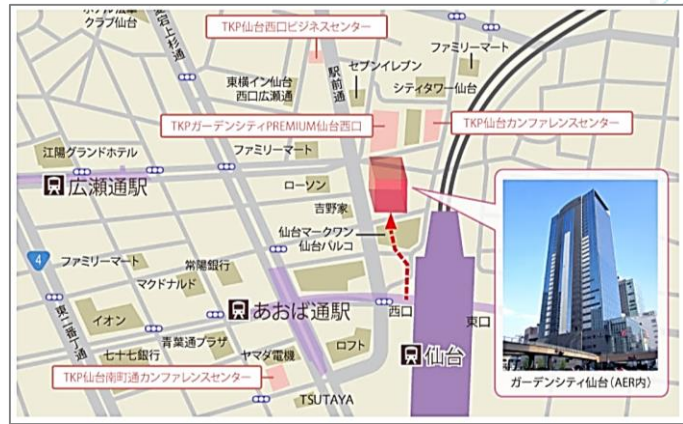 クラブ仙台
愛宕上杉通
TKP仙台西口ビジネスセンター
駅前通
セブンイレブン
ファミリーマート
東横イン仙台
西口広瀬通
シティタワー仙台
TKPガーデンシティPREMIUM仙台西口
TKP仙台カンファレンスセンター
江陽グランドホテル
ファミリーマート
広瀬通駅
ローソン
吉野家
仙台マークワン
仙台パルコ
4
ファミリーマート
常陽銀行
マクドナルド
あおば通駅
西口
東口
イオン
東二番丁通
青葉通プラザ
七十七銀行
ヤマダ電機
ロフト
仙台
TKP仙台南町通カンファレンスセンター
TSUTAYA
ガーデンシティ仙台(AER内)